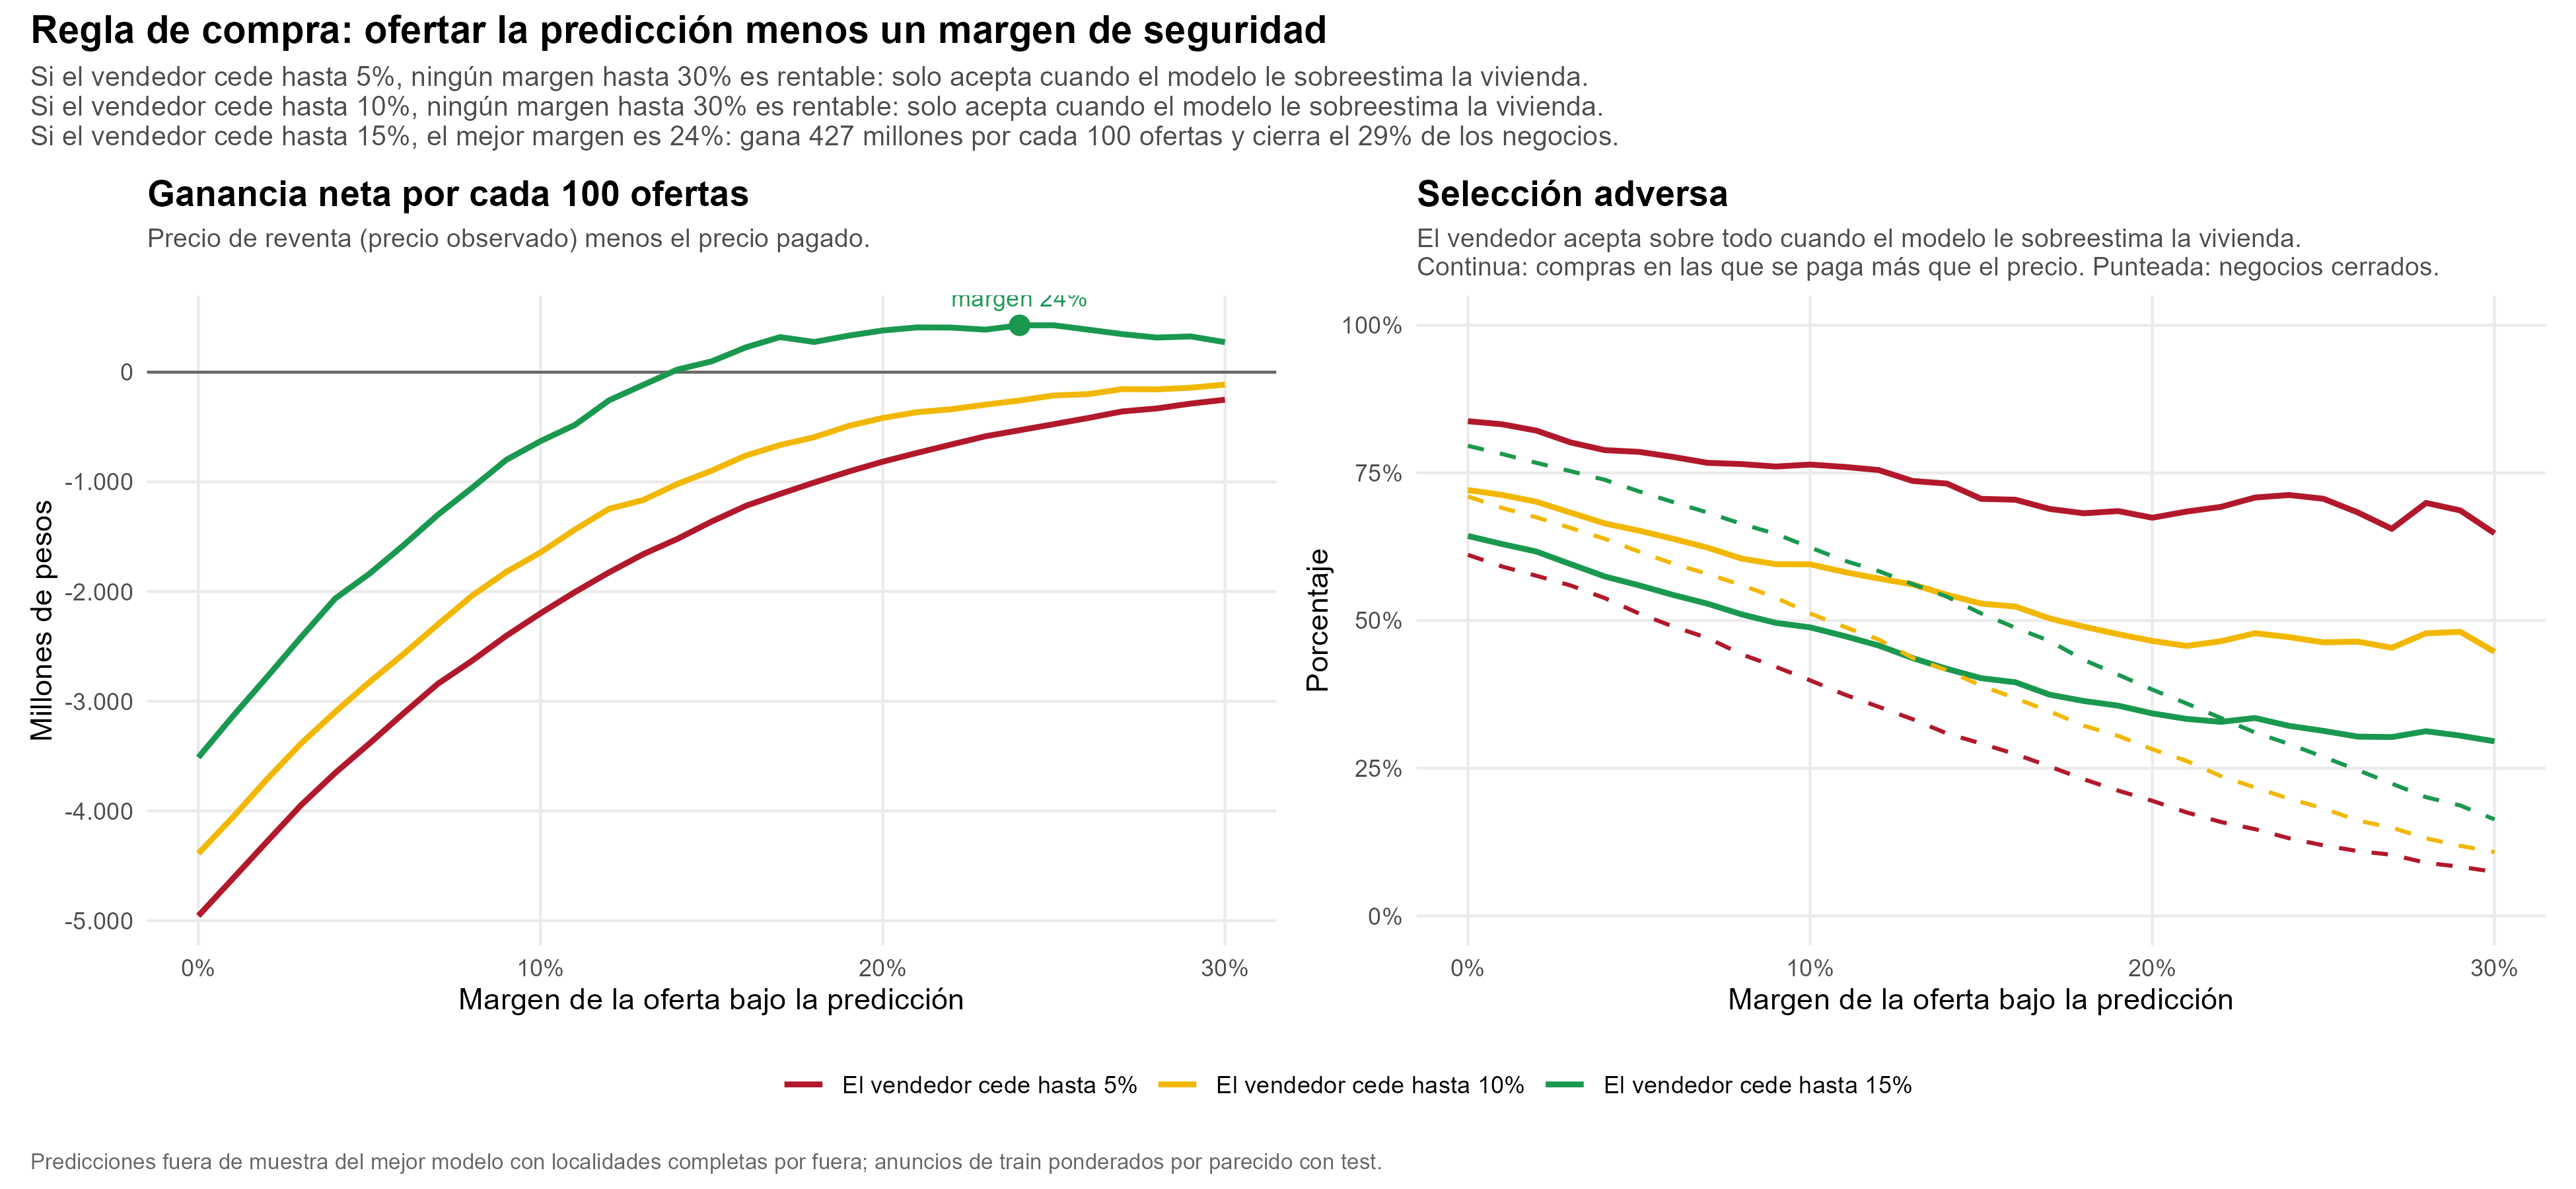 Regla de compra: ofertar la predicción menos un margen de seguridad
Si el vendedor cede hasta 5%, ningún margen hasta 30% es rentable: solo acepta cuando el modelo le sobreestima la vivienda.
Si el vendedor cede hasta 10%, ningún margen hasta 30% es rentable: solo acepta cuando el modelo le sobreestima la vivienda.
Si el vendedor cede hasta 15%, el mejor margen es 24%: gana 427 millones por cada 100 ofertas y cierra el 29% de los negocios.
Ganancia neta por cada 100 ofertas
Precio de reventa (precio observado) menos el precio pagado.
margen 24%
0
-1.000
-2.000
-3.000
-4.000
-5.000
Millones de pesos
0%
10%
20%
30%
Margen de la oferta bajo la predicción
Selección adversa
El vendedor acepta sobre todo cuando el modelo le sobreestima la vivienda.
Continua: compras en las que se paga más que el precio. Punteada: negocios cerrados.
100%
75%
50%
25%
0%
Porcentaje
0%
10%
20%
30%
Margen de la oferta bajo la predicción
El vendedor cede hasta 5%
El vendedor cede hasta 10%
El vendedor cede hasta 15%
Predicciones fuera de muestra del mejor modelo con localidades completas por fuera; anuncios de train ponderados por parecido con test.